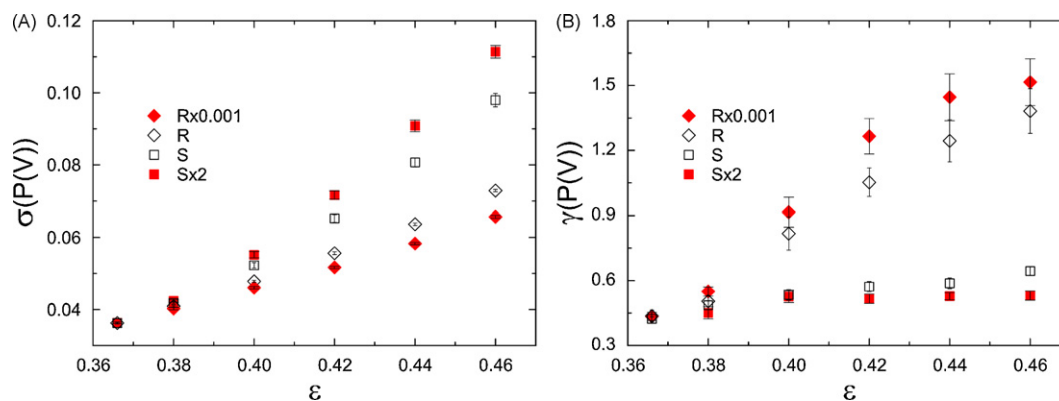 (A)
σ(P(V))
0.12
0.10
0.08
0.06
0.04
Rx0.001
R
S
Sx2
0.36 0.38 0.40 0.42 0.44 0.46
ε
(B)
γ(P(V))
1.8
1.5
1.2
0.9
0.6
0.3
Rx0.001
R
S
Sx2
0.36 0.38 0.40 0.42 0.44 0.46
ε